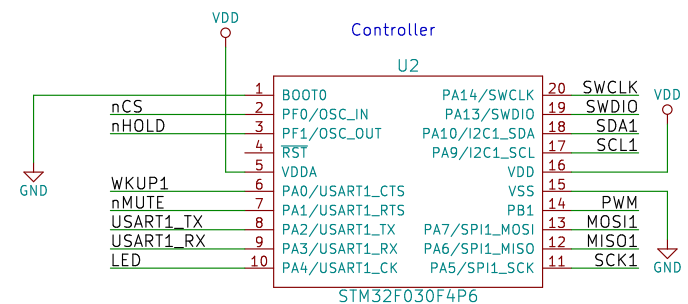 VDD
Controller
U2
1 BOOT0 PA14/SWCLK 20 SWCLK
nCS 2 PF0/OSC_IN PA13/SWDIO 19 SWDIO VDD
nHOLD 3 PF1/OSC_OUT PA10/I2C1_SDA 18 SDA1
4 RST PA9/I2C1_SCL 17 SCL1
5 VDDA VDD 16
GND WKUP1 6 PA0/USART1_CTS VSS 15
nMUTE 7 PA1/USART1_RTS PB1 14 PWM
USART1_TX 8 PA2/USART1_TX PA7/SPI1_MOSI 13 MOSI1
USART1_RX 9 PA3/USART1_RX PA6/SPI1_MISO 12 MISO1
LED 10 PA4/USART1_CK PA5/SPI1_SCK 11 SCK1 GND
STM32F030F4P6